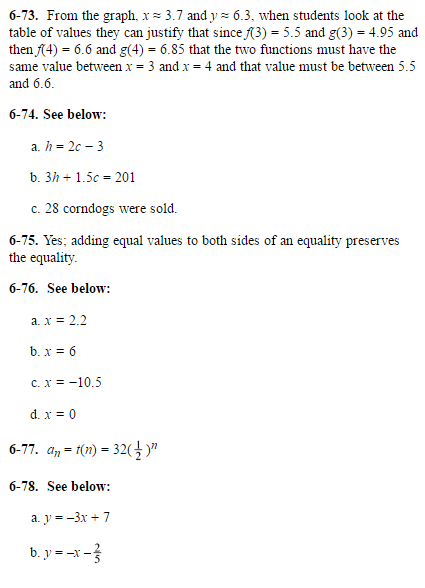 6-73. From the graph, x ≈ 3.7 and y ≈ 6.3, when students look at the
table of values they can justify that since f(3) = 5.5 and g(3) = 4.95 and
then f(4) = 6.6 and g(4) = 6.85 that the two functions must have the
same value between x = 3 and x = 4 and that value must be between 5.5
and 6.6.
6-74. See below:
a. h = 2c – 3
b. 3h + 1.5c = 201
c. 28 corndogs were sold.
6-75. Yes; adding equal values to both sides of an equality preserves
the equality.
6-76. See below:
a. x = 2.2
b. x = 6
c. x = –10.5
d. x = 0
6-77. aₙ = t(n) = 32(1/2)ⁿ
6-78. See below:
a. y = –3x + 7
b. y = –x – 2/5